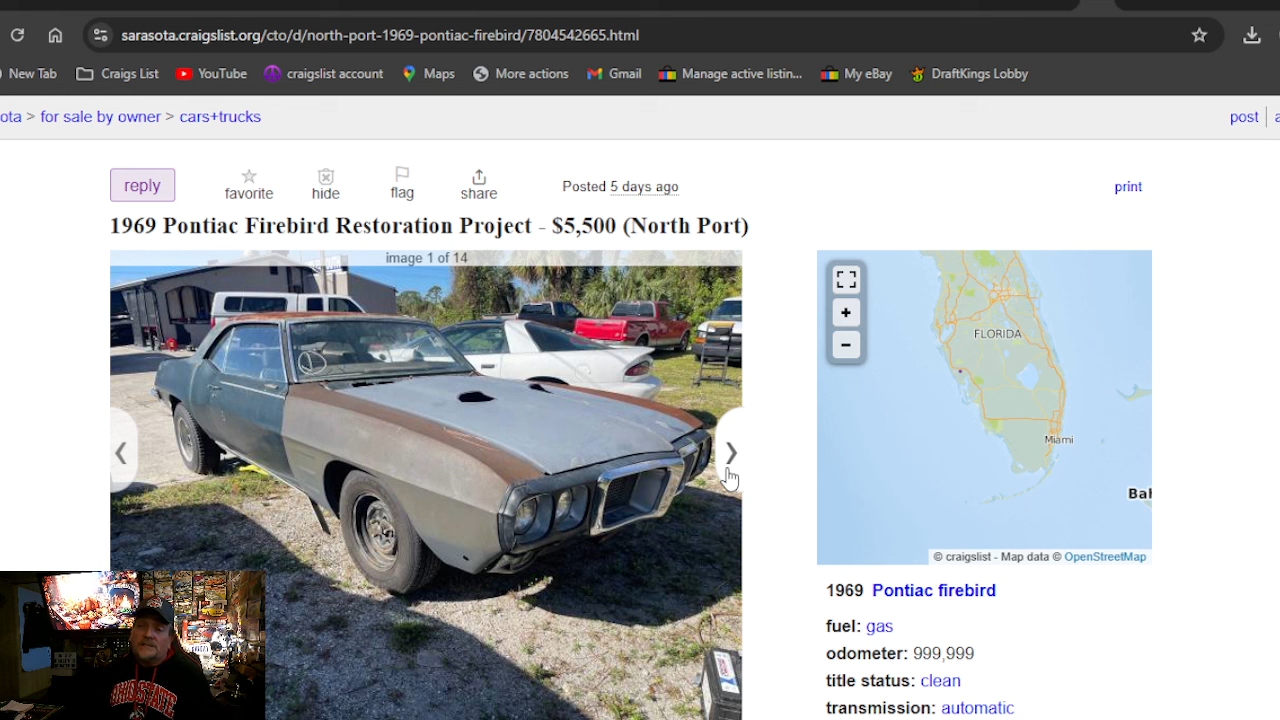 sarasota.craigslist.org/cto/d/north-port-1969-pontiac-firebird/7804542665.html
New Tab Craigs List YouTube craigslist account Maps More actions Gmail Manage active listin... My eBay DraftKings Lobby
ota > for sale by owner > cars+trucks post a
reply favorite hide flag share Posted 5 days ago print
1969 Pontiac Firebird Restoration Project - $5,500 (North Port)
image 1 of 14
+
FLORIDA
−
Miami
Bah
© craigslist - Map data © OpenStreetMap
1969 Pontiac firebird
fuel: gas
odometer: 999,999
title status: clean
transmission: automatic
OHIO STATE